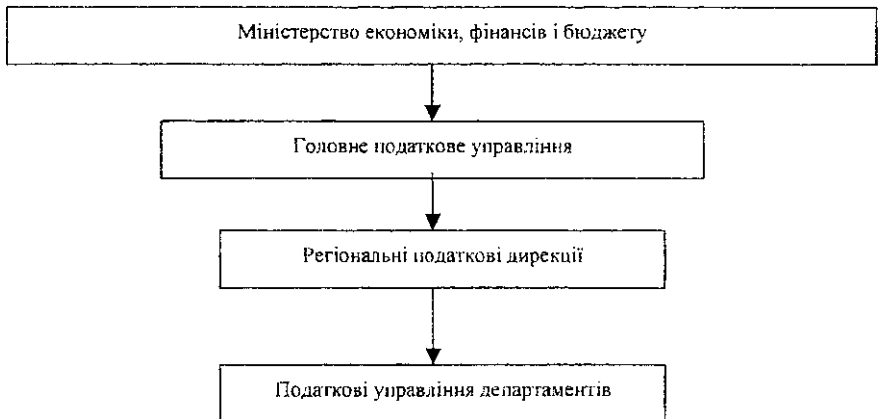 Міністерство економіки, фінансів і бюджету
Головне податкове управління
Регіональні податкові дирекції
Податкові управління департаментів